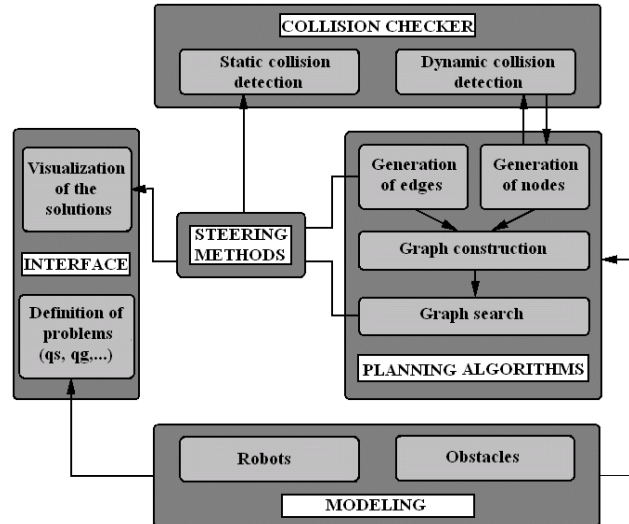 COLLISION CHECKER
Static collision
detection
Dynamic collision
detection
Visualization
of the
solutions
INTERFACE
Definition of
problems
(qs, qg,...)
STEERING
METHODS
Generation
of edges
Generation
of nodes
Graph construction
Graph search
PLANNING ALGORITHMS
Robots
Obstacles
MODELING